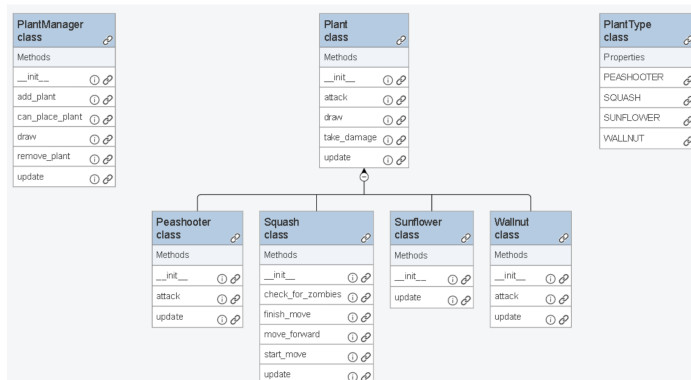 PlantManager
class
Methods
__init__
add_plant
can_place_plant
draw
remove_plant
update
Plant
class
Methods
__init__
attack
draw
take_damage
update
PlantType
class
Properties
PEASHOOTER
SQUASH
SUNFLOWER
WALLNUT
Peashooter
class
Methods
__init__
attack
update
Squash
class
Methods
__init__
check_for_zombies
finish_move
move_forward
start_move
update
Sunflower
class
Methods
__init__
update
Wallnut
class
Methods
__init__
attack
update